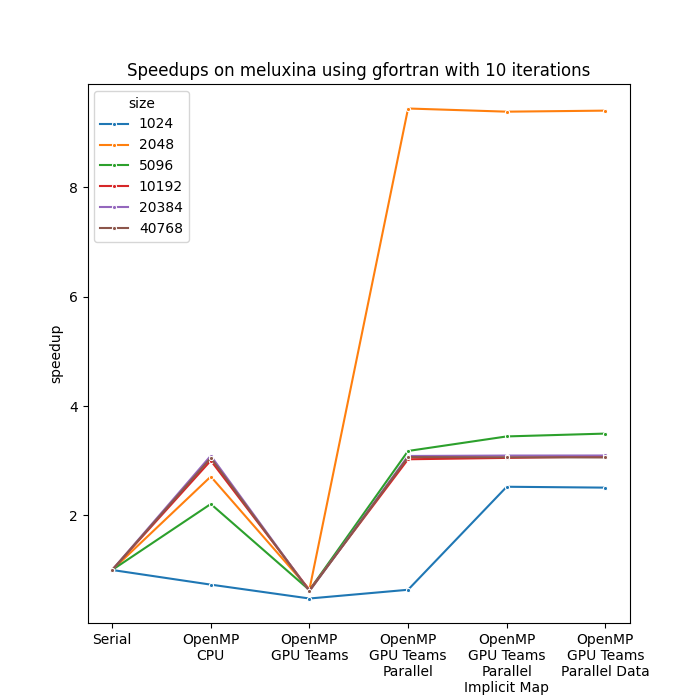 Speedups on meluxina using gfortran with 10 iterations
size
1024
2048
5096
10192
20384
40768
speedup
8
6
4
2
Serial
OpenMP
CPU
OpenMP
GPU Teams
OpenMP
GPU Teams
Parallel
OpenMP
GPU Teams
Parallel
Implicit Map
OpenMP
GPU Teams
Parallel Data